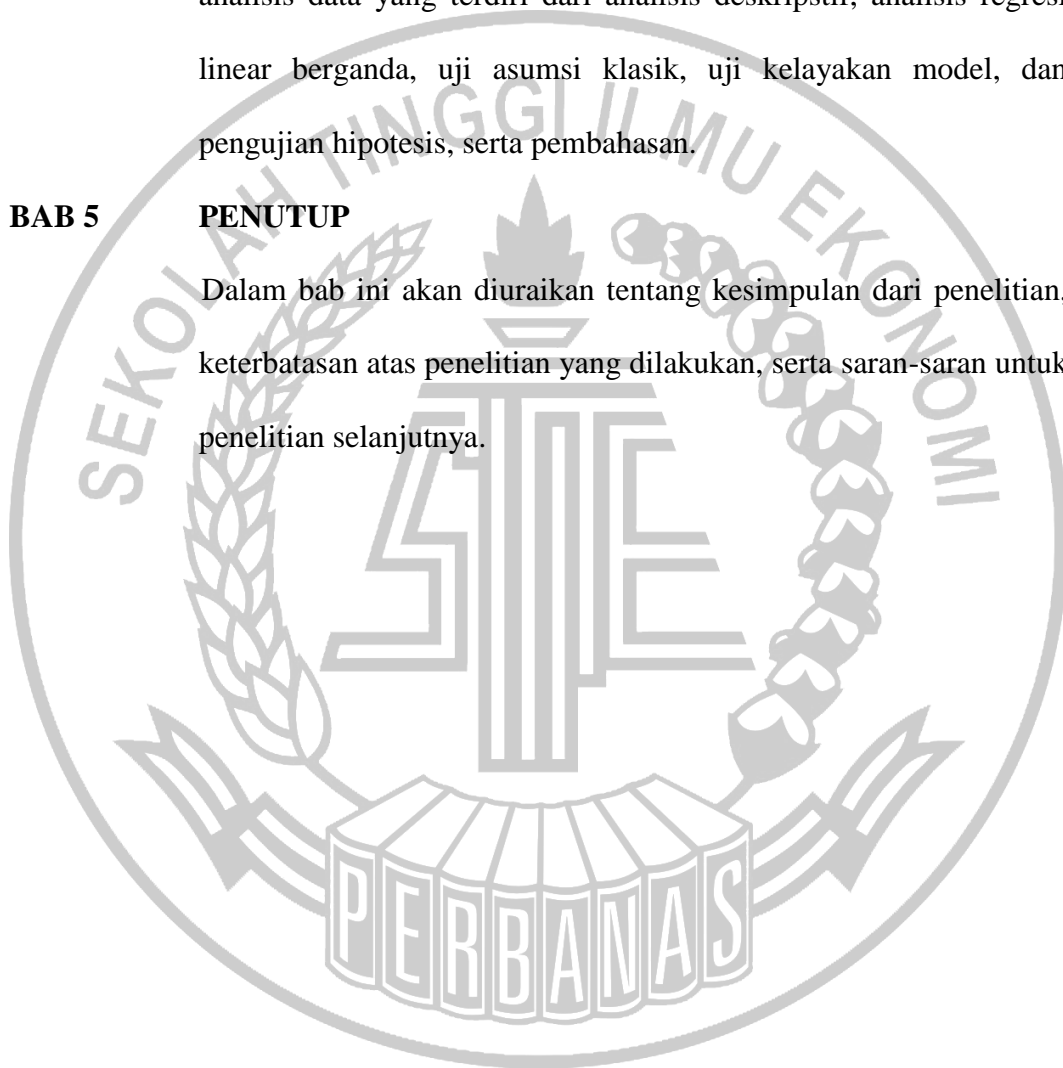 analisis data yang terdiri dari analisis deskripstif, analisis regresi
linear berganda, uji asumsi klasik, uji kelayakan model, dan
pengujian hipotesis, serta pembahasan.
BAB 5 PENUTUP
Dalam bab ini akan diuraikan tentang kesimpulan dari penelitian,
keterbatasan atas penelitian yang dilakukan, serta saran-saran untuk
penelitian selanjutnya.
SEKOLAH TINGGI ILMU EKONOMI
STIE
PERBANAS